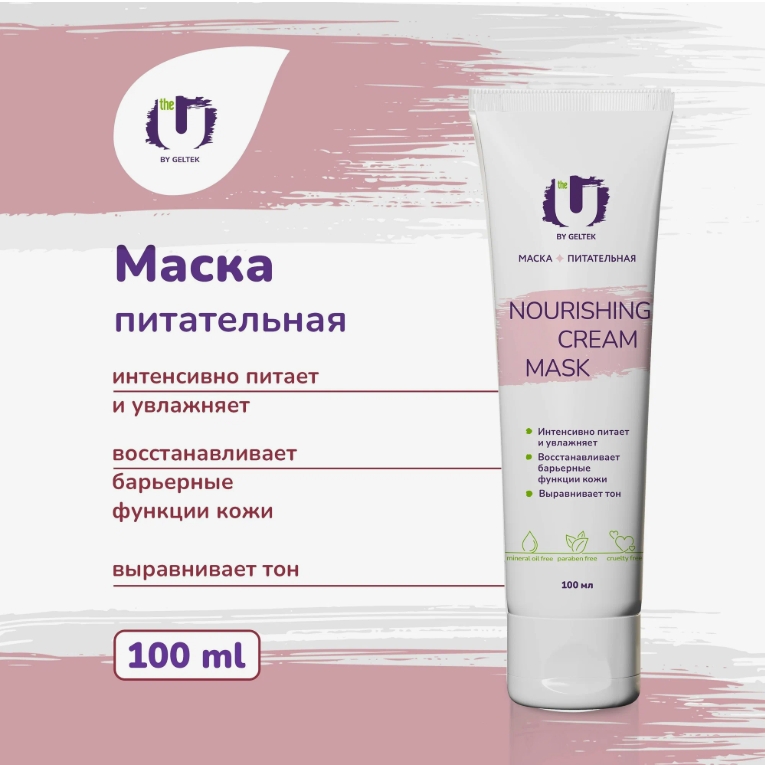 the
U
BY GELTEK
Маска
питательная
интенсивно питает
и увлажняет
восстанавливает
барьерные
функции кожи
выравнивает тон
100 ml
the
U
BY GELTEK
МАСКА ПИТАТЕЛЬНАЯ
NOURISHING
CREAM
MASK
Интенсивно питает
и увлажняет
Восстанавливает
барьерные
функции кожи
Выравнивает тон
mineral oil free paraben free cruelty free
100 мл